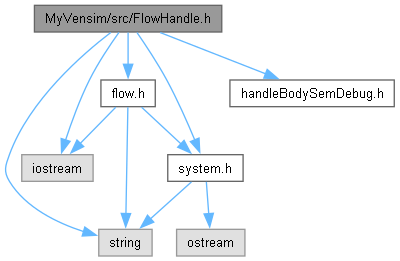 MyVensim/src/FlowHandle.h
flow.h
handleBodySemDebug.h
iostream
system.h
string
ostream